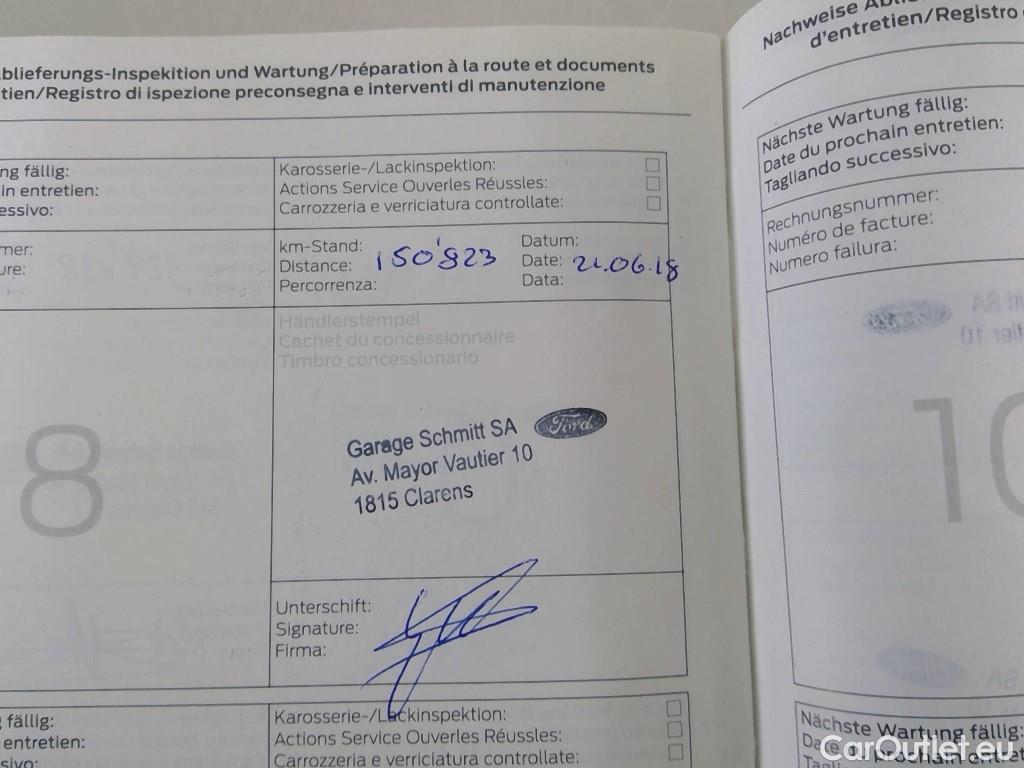 blieferungs-Inspekition und Wartung/Préparation à la route et documents
tien/Registro di ispezione preconsegna e interventi di manutenzione
ng fällig:
in entretien:
essivo:
Karosserie-/Lackinspektion:
Actions Service Ouverles Réussles:
Carrozzeria e verriciatura controllate:
mer:
ure:
km-Stand:
Distance: 150'823
Percorrenza:
Datum:
Date: 21.06.18
Data:
Händlerstempel
Cachet du concessionnaire
Timbro concessionario
8
Garage Schmitt SA Ford
Av. Mayor Vautier 10
1815 Clarens
Unterschift:
Signature:
Firma:
fällig:
entretien:
sivo:
Karosserie-/Lackinspektion:
Actions Service Ouverles Réussles:
Carrozzeria e verriciatura controllate:
Nachweise
d'entretien/Registro
Nächste Wartung fällig:
Date du prochain entretien:
Tagliando successivo:
Rechnungsnummer:
Numéro de facture:
Numero failura:
10
Nächste Wartung fällig:
prochain entret
CarOutlet.eu